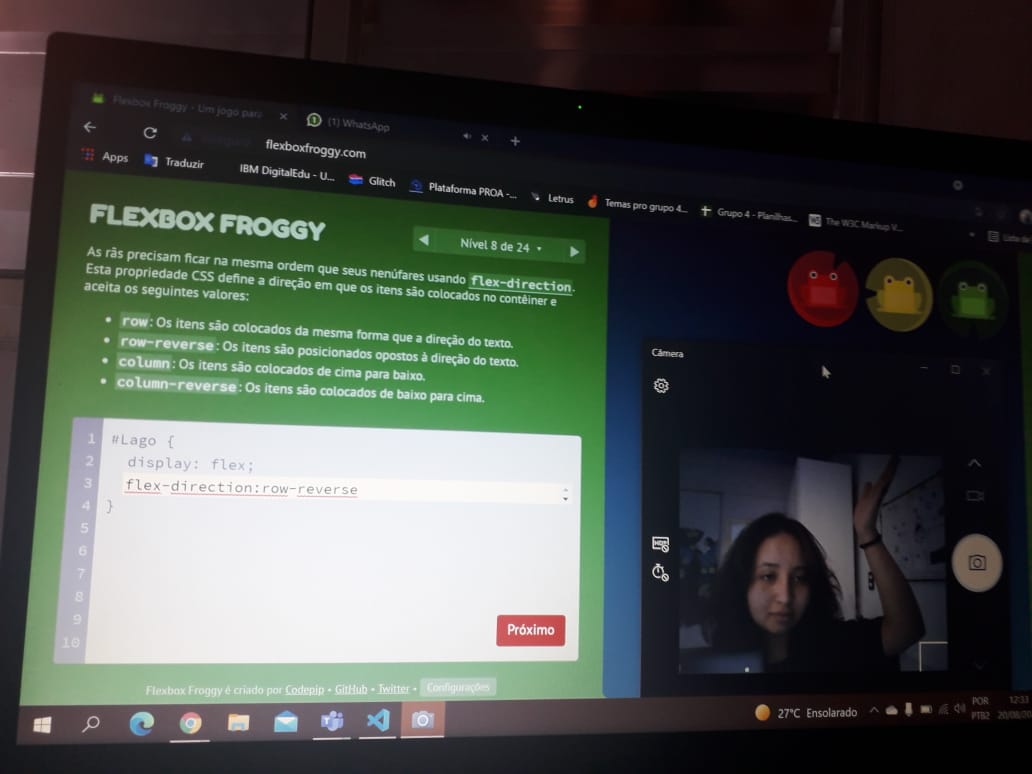 Flexbox Froggy - Um jogo para
(1) WhatsApp
flexboxfroggy.com
Apps
Traduzir
IBM DigitalEdu - U...
Glitch
Plataforma PROA -...
Letrus
Temas pro grupo 4...
Grupo 4 - Planilhas...
The W3C Markup V...
FLEXBOX FROGGY
Nível 8 de 24
As rãs precisam ficar na mesma ordem que seus nenúfares usando flex-direction.
Esta propriedade CSS define a direção em que os itens são colocados no contêiner e
aceita os seguintes valores:
• row: Os itens são colocados da mesma forma que a direção do texto.
• row-reverse: Os itens são posicionados opostos à direção do texto.
• column: Os itens são colocados de cima para baixo.
• column-reverse: Os itens são colocados de baixo para cima.
1 #Lago {
2 display: flex;
3 flex-direction:row-reverse
4 }
5
6
7
8
9
10
Próximo
Flexbox Froggy é criado por Codepip • GitHub • Twitter • Configurações
Câmera
27°C Ensolarado
POR
PTB2
12:33